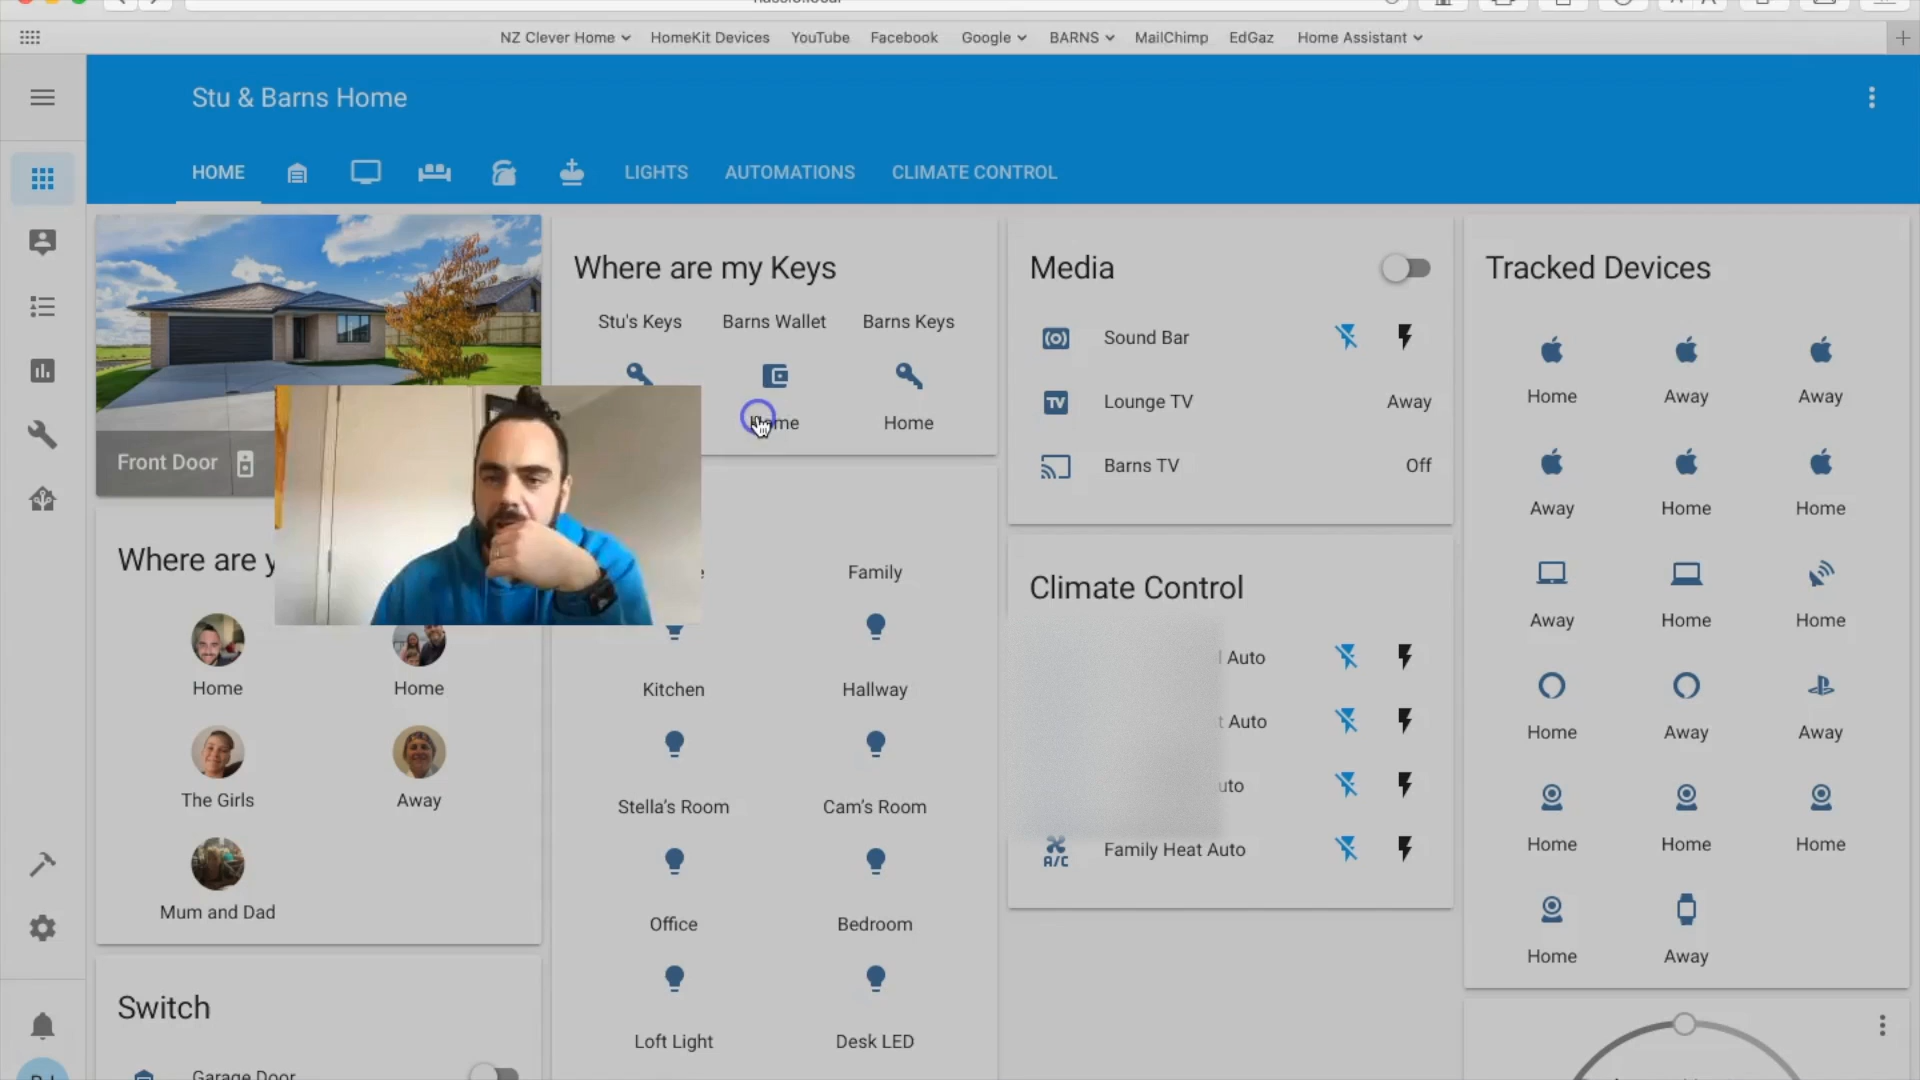 NZ Clever Home
HomeKit Devices
YouTube
Facebook
Google
BARNS
MailChimp
EdGaz
Home Assistant
Stu & Barns Home
HOME
LIGHTS
AUTOMATIONS
CLIMATE CONTROL
Front Door
Where are
Home
Home
The Girls
Away
Mum and Dad
Switch
Garage Door
Where are my Keys
Stu's Keys
Barns Wallet
Barns Keys
Home
Home
Family
Kitchen
Hallway
Stella's Room
Cam's Room
Office
Bedroom
Loft Light
Desk LED
Media
Sound Bar
TV
Lounge TV
Away
Barns TV
Off
Climate Control
Auto
Auto
A/C
Family Heat Auto
Tracked Devices
Home
Away
Away
Away
Home
Home
Away
Home
Home
Home
Away
Away
Home
Home
Home
Home
Away